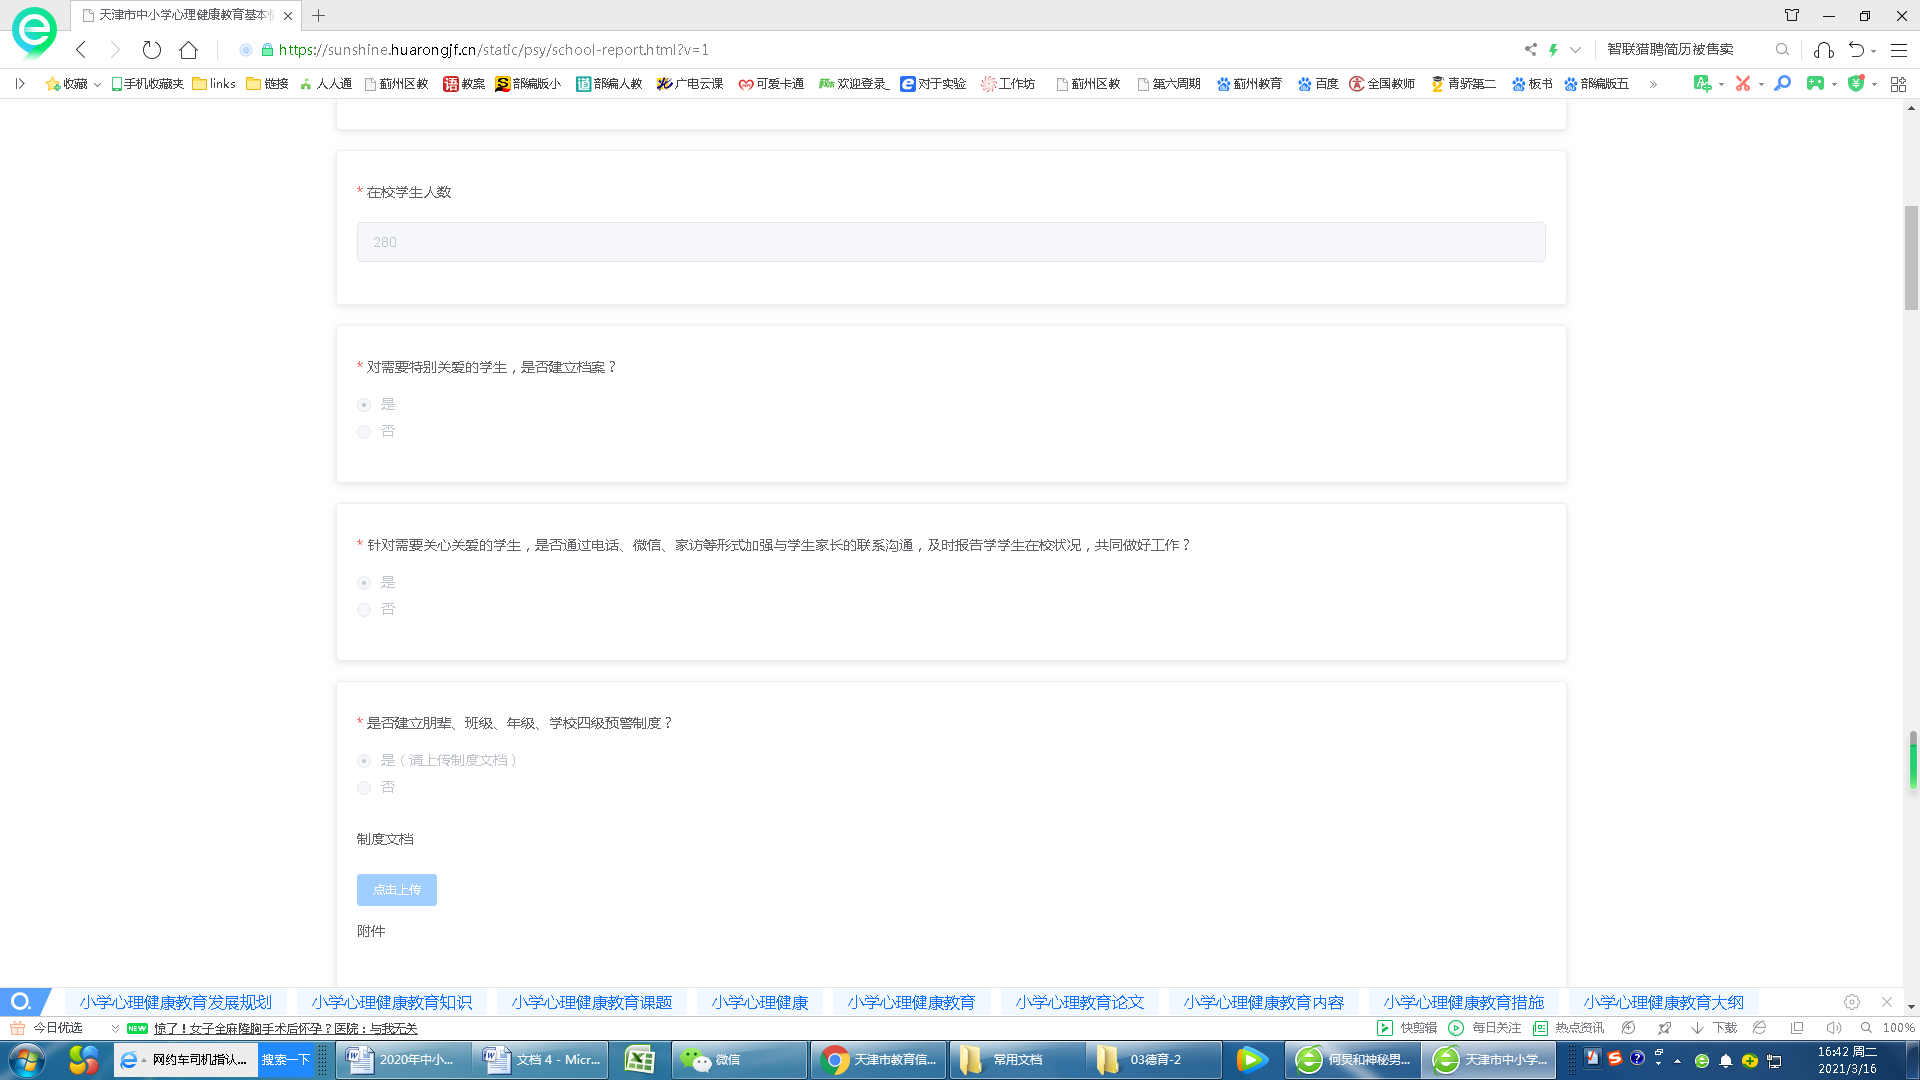 天津市中小学心理健康教育基本情
https://sunshine.huarongjf.cn/static/psy/school-report.html?v=1
智联猎聘简历被售卖
收藏 手机收藏夹 links 链接 人人通 蓟州区教 教案 部编版小 部编人教 广电云课 可爱卡通 欢迎登录_ 对于实验 工作坊 蓟州区教 第六周期 蓟州教育 百度 全国教师 青骄第二 板书 部编版五 »
* 在校学生人数
280
* 对需要特别关爱的学生，是否建立档案？
是
否
* 针对需要关心关爱的学生，是否通过电话、微信、家访等形式加强与学生家长的联系沟通，及时报告学学生在校状况，共同做好工作？
是
否
* 是否建立朋辈、班级、年级、学校四级预警制度？
是（请上传制度文档）
否
制度文档
点击上传
附件
小学心理健康教育发展规划 小学心理健康教育知识 小学心理健康教育课题 小学心理健康 小学心理健康教育 小学心理教育论文 小学心理健康教育内容 小学心理健康教育措施 小学心理健康教育大纲
今日优选 NEW 惊了！女子全麻隆胸手术后怀孕？医院：与我无关 快剪辑 每日关注 热点资讯 下载 100%
网约车司机指认... 搜索一下 2020年中小... 文档 4 - Micr... 微信 天津市教育信... 常用文档 03德育-2 何炅和神秘男... 天津市中小学... 16:42 周二
2021/3/16